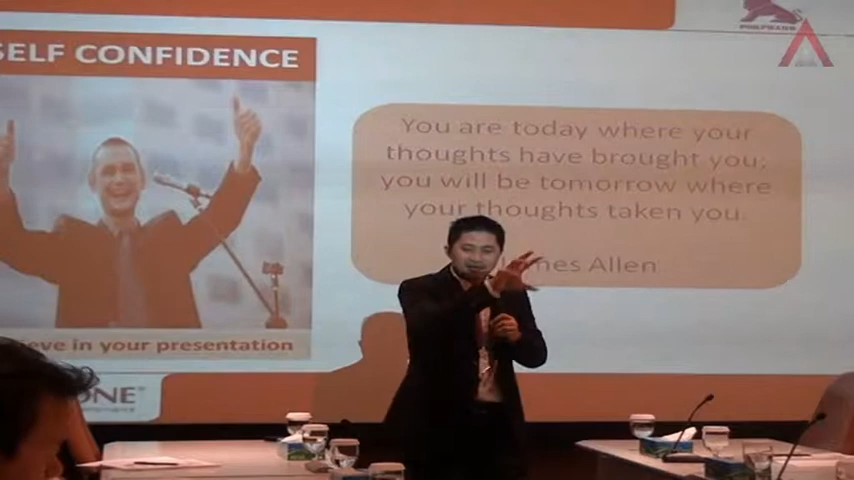 SELF CONFIDENCE
You are today where your
thoughts have brought you;
you will be tomorrow where
your thoughts taken you.
James Allen
in your presentation
ONE